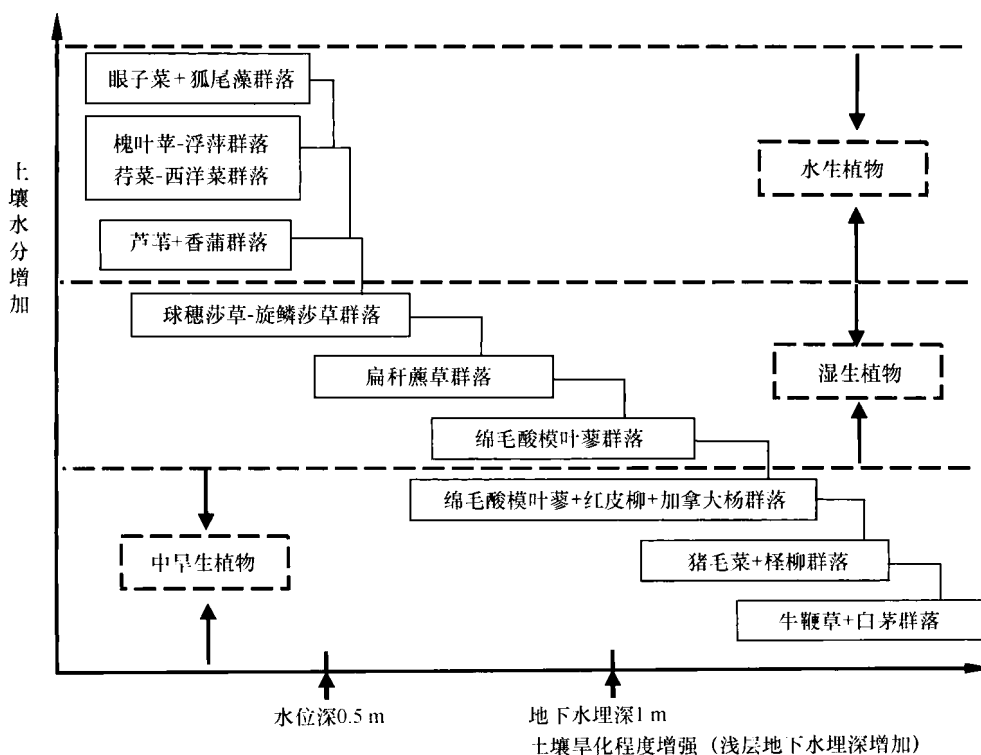 眼子菜+狐尾藻群落
槐叶苹-浮萍群落
荇菜-西洋菜群落
水生植物
芦苇+香蒲群落
球穗莎草-旋鳞莎草群落
扁秆藨草群落
湿生植物
绵毛酸模叶蓼群落
绵毛酸模叶蓼+红皮柳+加拿大杨群落
中旱生植物
猪毛菜+柽柳群落
牛鞭草+白茅群落
土壤水分增加
水位深0.5 m
地下水埋深1 m
土壤旱化程度增强（浅层地下水埋深增加）